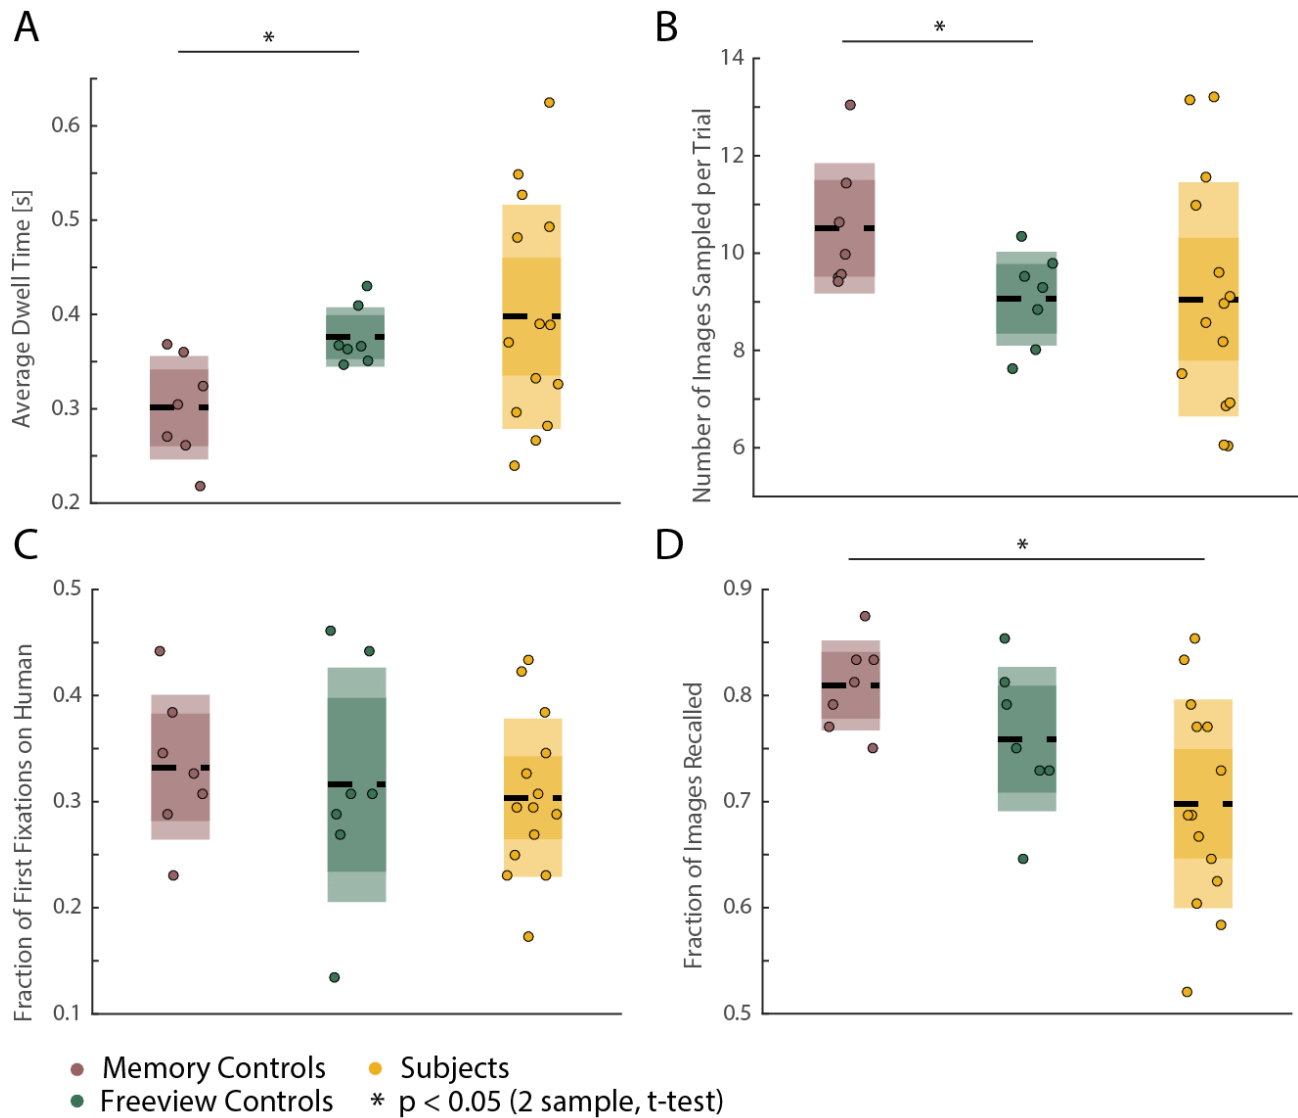 A
*
Average Dwell Time [s]
0.6
0.5
0.4
0.3
0.2
B
*
Number of Images Sampled per Trial
14
12
10
8
6
C
Fraction of First Fixations on Human
0.5
0.4
0.3
0.2
0.1
D
*
Fraction of Images Recalled
0.9
0.8
0.7
0.6
0.5
Memory Controls
Subjects
Freeview Controls
* p < 0.05 (2 sample, t-test)